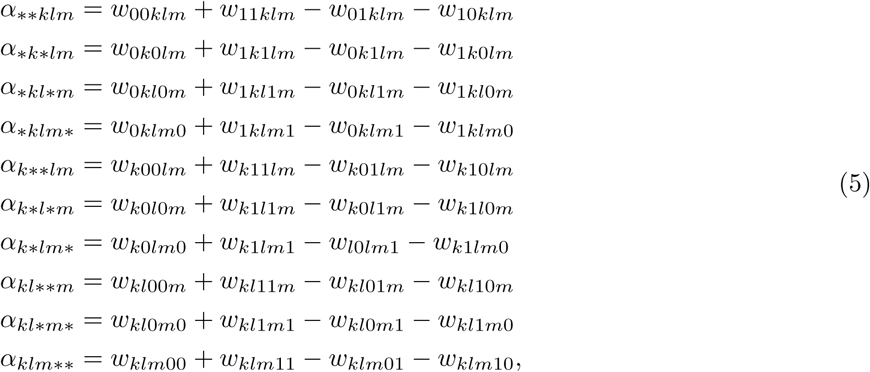 α_{∗∗klm} = w_{00klm} + w_{11klm} − w_{01klm} − w_{10klm}
α_{∗k∗lm} = w_{0k0lm} + w_{1k1lm} − w_{0k1lm} − w_{1k0lm}
α_{∗kl∗m} = w_{0kl0m} + w_{1kl1m} − w_{0kl1m} − w_{1kl0m}
α_{∗klm∗} = w_{0klm0} + w_{1klm1} − w_{0klm1} − w_{1klm0}
α_{k∗∗lm} = w_{k00lm} + w_{k11lm} − w_{k01lm} − w_{k10lm}
(5)
α_{k∗l∗m} = w_{k0l0m} + w_{k1l1m} − w_{k0l1m} − w_{k1l0m}
α_{k∗lm∗} = w_{k0lm0} + w_{k1lm1} − w_{l0lm1} − w_{k1lm0}
α_{kl∗∗m} = w_{kl00m} + w_{kl11m} − w_{kl01m} − w_{kl10m}
α_{kl∗m∗} = w_{kl0m0} + w_{kl1m1} − w_{kl0m1} − w_{kl1m0}
α_{klm∗∗} = w_{klm00} + w_{klm11} − w_{klm01} − w_{klm10},